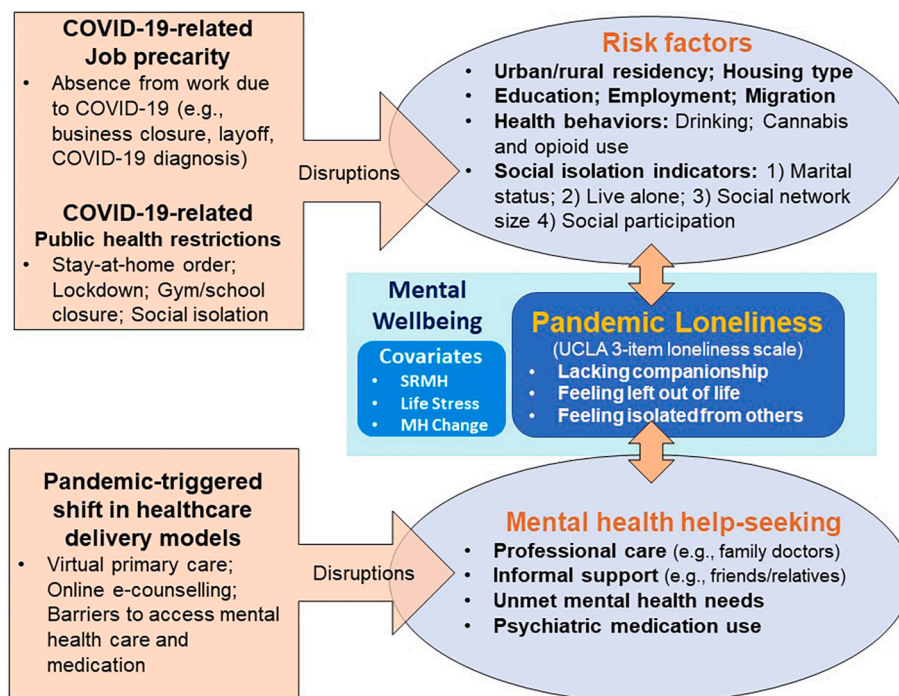 COVID-19-related
Job precarity
• Absence from work due
to COVID-19 (e.g.,
business closure, layoff,
COVID-19 diagnosis)
COVID-19-related
Public health restrictions
• Stay-at-home order;
Lockdown; Gym/school
closure; Social isolation
Disruptions
Risk factors
• Urban/rural residency; Housing type
• Education; Employment; Migration
• Health behaviors: Drinking; Cannabis
and opioid use
• Social isolation indicators: 1) Marital
status; 2) Live alone; 3) Social network
size 4) Social participation
Mental
Wellbeing
Covariates
• SRMH
• Life Stress
• MH Change
Pandemic Loneliness
(UCLA 3-item loneliness scale)
• Lacking companionship
• Feeling left out of life
• Feeling isolated from others
Pandemic-triggered
shift in healthcare
delivery models
• Virtual primary care;
Online e-counselling;
Barriers to access mental
health care and
medication
Disruptions
Mental health help-seeking
• Professional care (e.g., family doctors)
• Informal support (e.g., friends/relatives)
• Unmet mental health needs
• Psychiatric medication use